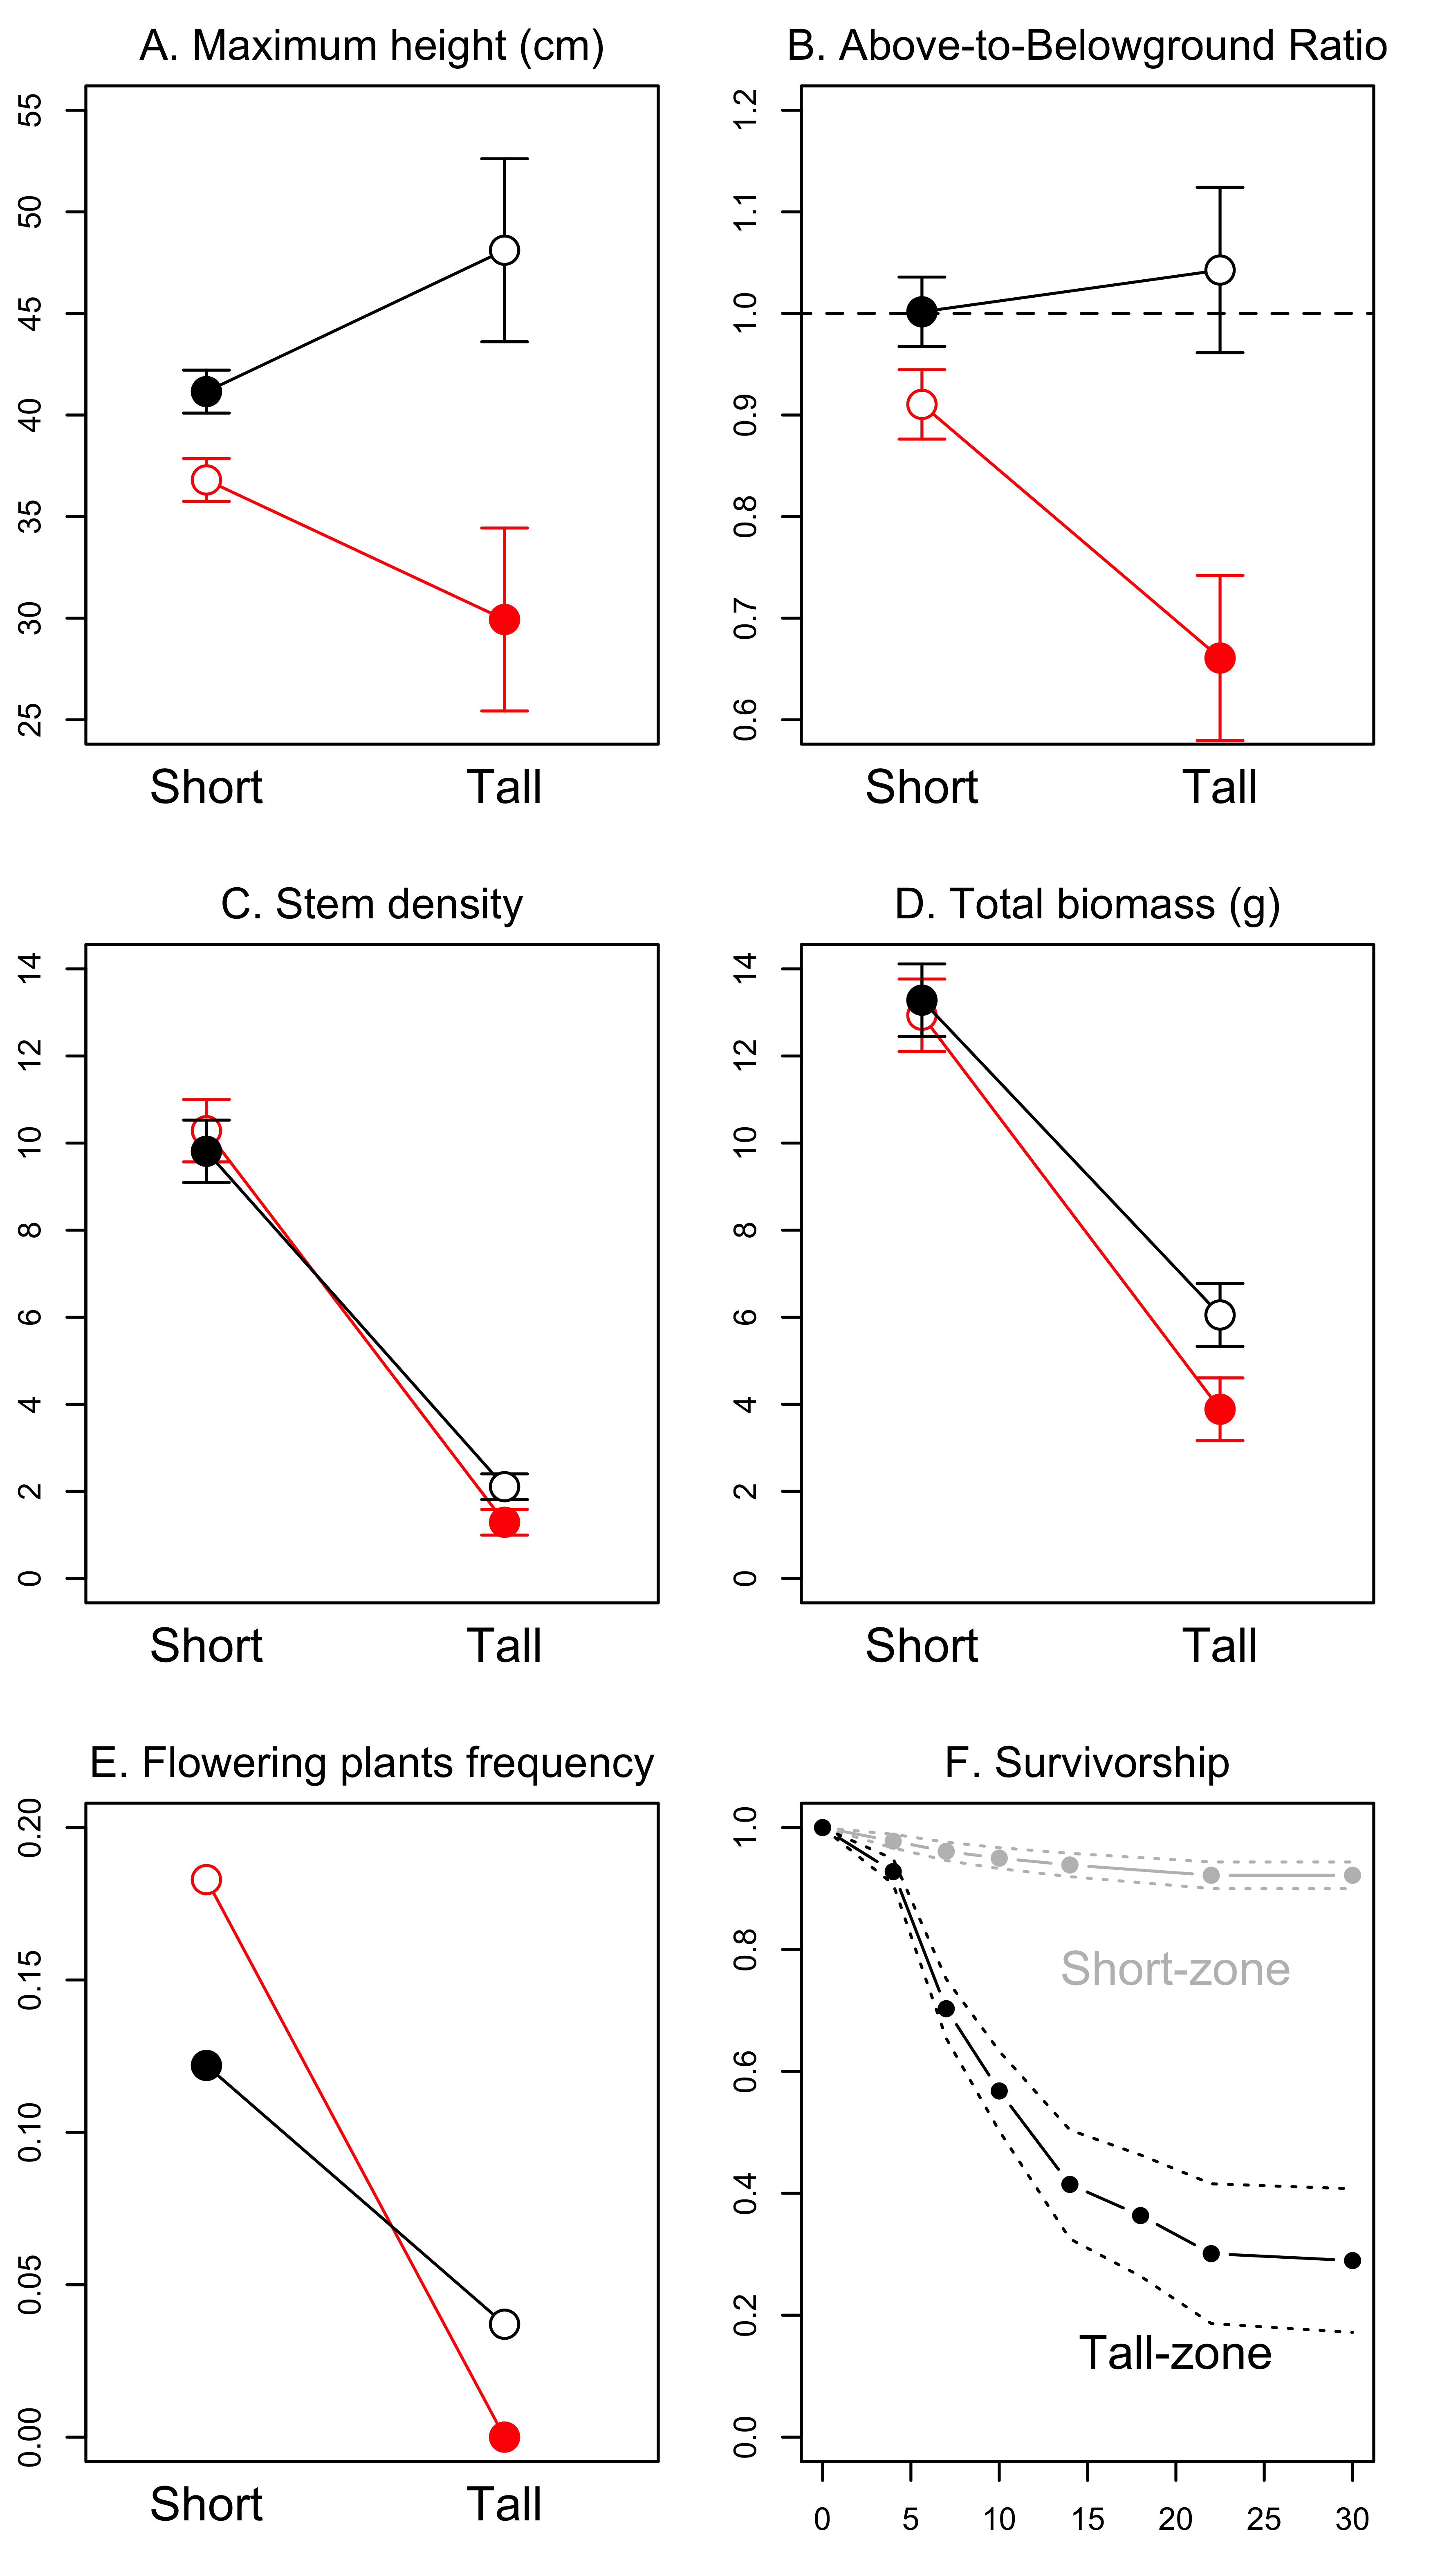 A. Maximum height (cm)
55
50
45
40
35
30
25
Short Tall
B. Above-to-Belowground Ratio
1.2
1.1
1.0
0.9
0.8
0.7
0.6
Short Tall
C. Stem density
14
12
10
8
6
4
2
0
Short Tall
D. Total biomass (g)
14
12
10
8
6
4
2
0
Short Tall
E. Flowering plants frequency
0.20
0.15
0.10
0.05
0.00
Short Tall
F. Survivorship
1.0
0.8
0.6
0.4
0.2
0.0
Short-zone
Tall-zone
0 5 10 15 20 25 30